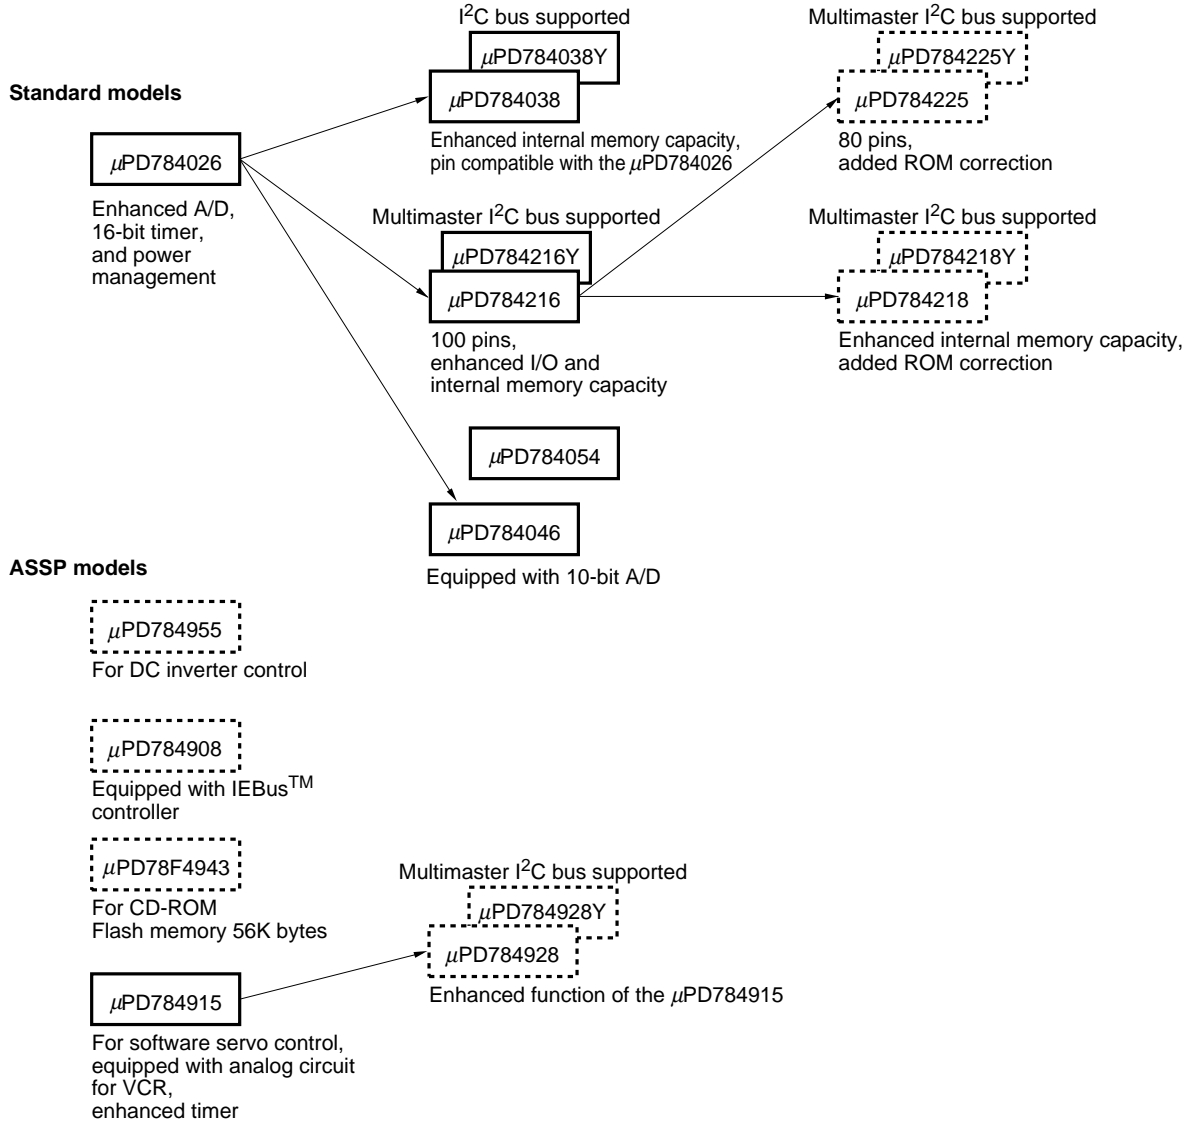 Standard models
μPD784026
Enhanced A/D,
16-bit timer,
and power
management
I²C bus supported
μPD784038Y
μPD784038
Enhanced internal memory capacity,
pin compatible with the μPD784026
Multimaster I²C bus supported
μPD784216Y
μPD784216
100 pins,
enhanced I/O and
internal memory capacity
μPD784054
μPD784046
Equipped with 10-bit A/D
Multimaster I²C bus supported
μPD784225Y
μPD784225
80 pins,
added ROM correction
Multimaster I²C bus supported
μPD784218Y
μPD784218
Enhanced internal memory capacity,
added ROM correction
ASSP models
μPD784955
For DC inverter control
μPD784908
Equipped with IEBus™
controller
μPD78F4943
For CD-ROM
Flash memory 56K bytes
μPD784915
For software servo control,
equipped with analog circuit
for VCR,
enhanced timer
Multimaster I²C bus supported
μPD784928Y
μPD784928
Enhanced function of the μPD784915